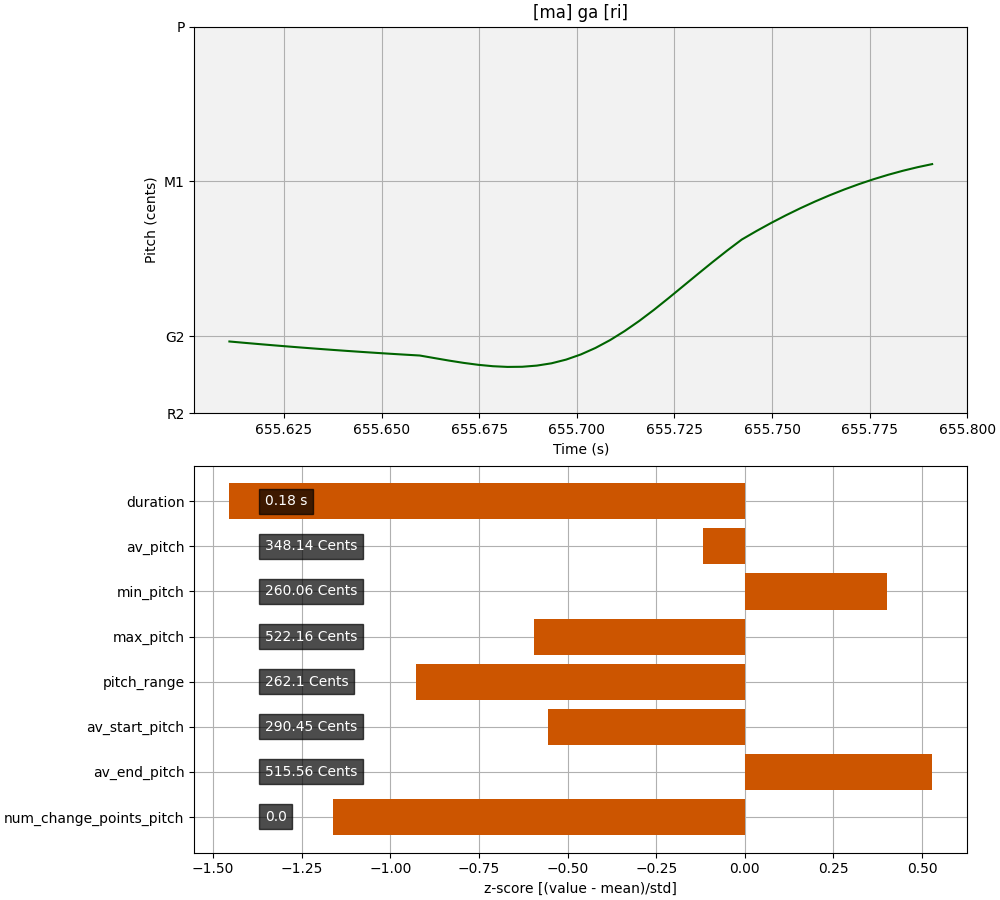 [ma] ga [ri]
P
M1
G2
R2
Pitch (cents)
655.625 655.650 655.675 655.700 655.725 655.750 655.775 655.800
Time (s)
duration 0.18 s
av_pitch 348.14 Cents
min_pitch 260.06 Cents
max_pitch 522.16 Cents
pitch_range 262.1 Cents
av_start_pitch 290.45 Cents
av_end_pitch 515.56 Cents
num_change_points_pitch 0.0
−1.50 −1.25 −1.00 −0.75 −0.50 −0.25 0.00 0.25 0.50
z-score [(value - mean)/std]